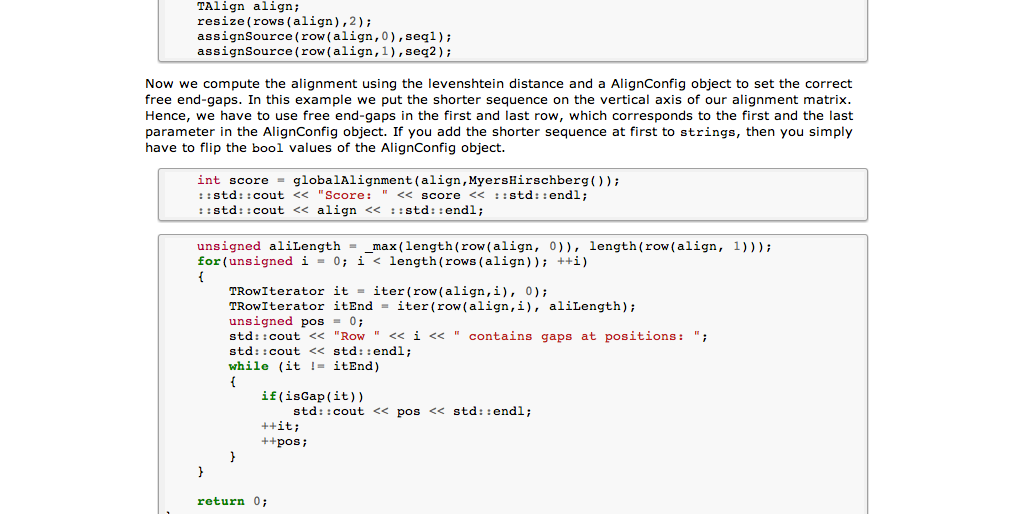 TAlign align;
resize(rows(align),2);
assignSource(row(align,0),seq1);
assignSource(row(align,1),seq2);
Now we compute the alignment using the levenshtein distance and a AlignConfig object to set the correct
free end-gaps. In this example we put the shorter sequence on the vertical axis of our alignment matrix.
Hence, we have to use free end-gaps in the first and last row, which corresponds to the first and the last
parameter in the AlignConfig object. If you add the shorter sequence at first to strings, then you simply
have to flip the bool values of the AlignConfig object.
int score = globalAlignment(align,MyersHirschberg());
::std::cout << "Score: " << score << ::std::endl;
::std::cout << align << ::std::endl;
unsigned aliLength = _max(length(row(align, 0)), length(row(align, 1)));
for(unsigned i = 0; i < length(rows(align)); ++i)
{
TRowIterator it = iter(row(align,i), 0);
TRowIterator itEnd = iter(row(align,i), aliLength);
unsigned pos = 0;
std::cout << "Row " << i << " contains gaps at positions: ";
std::cout << std::endl;
while (it != itEnd)
{
if(isGap(it))
std::cout << pos << std::endl;
++it;
++pos;
}
}
return 0;